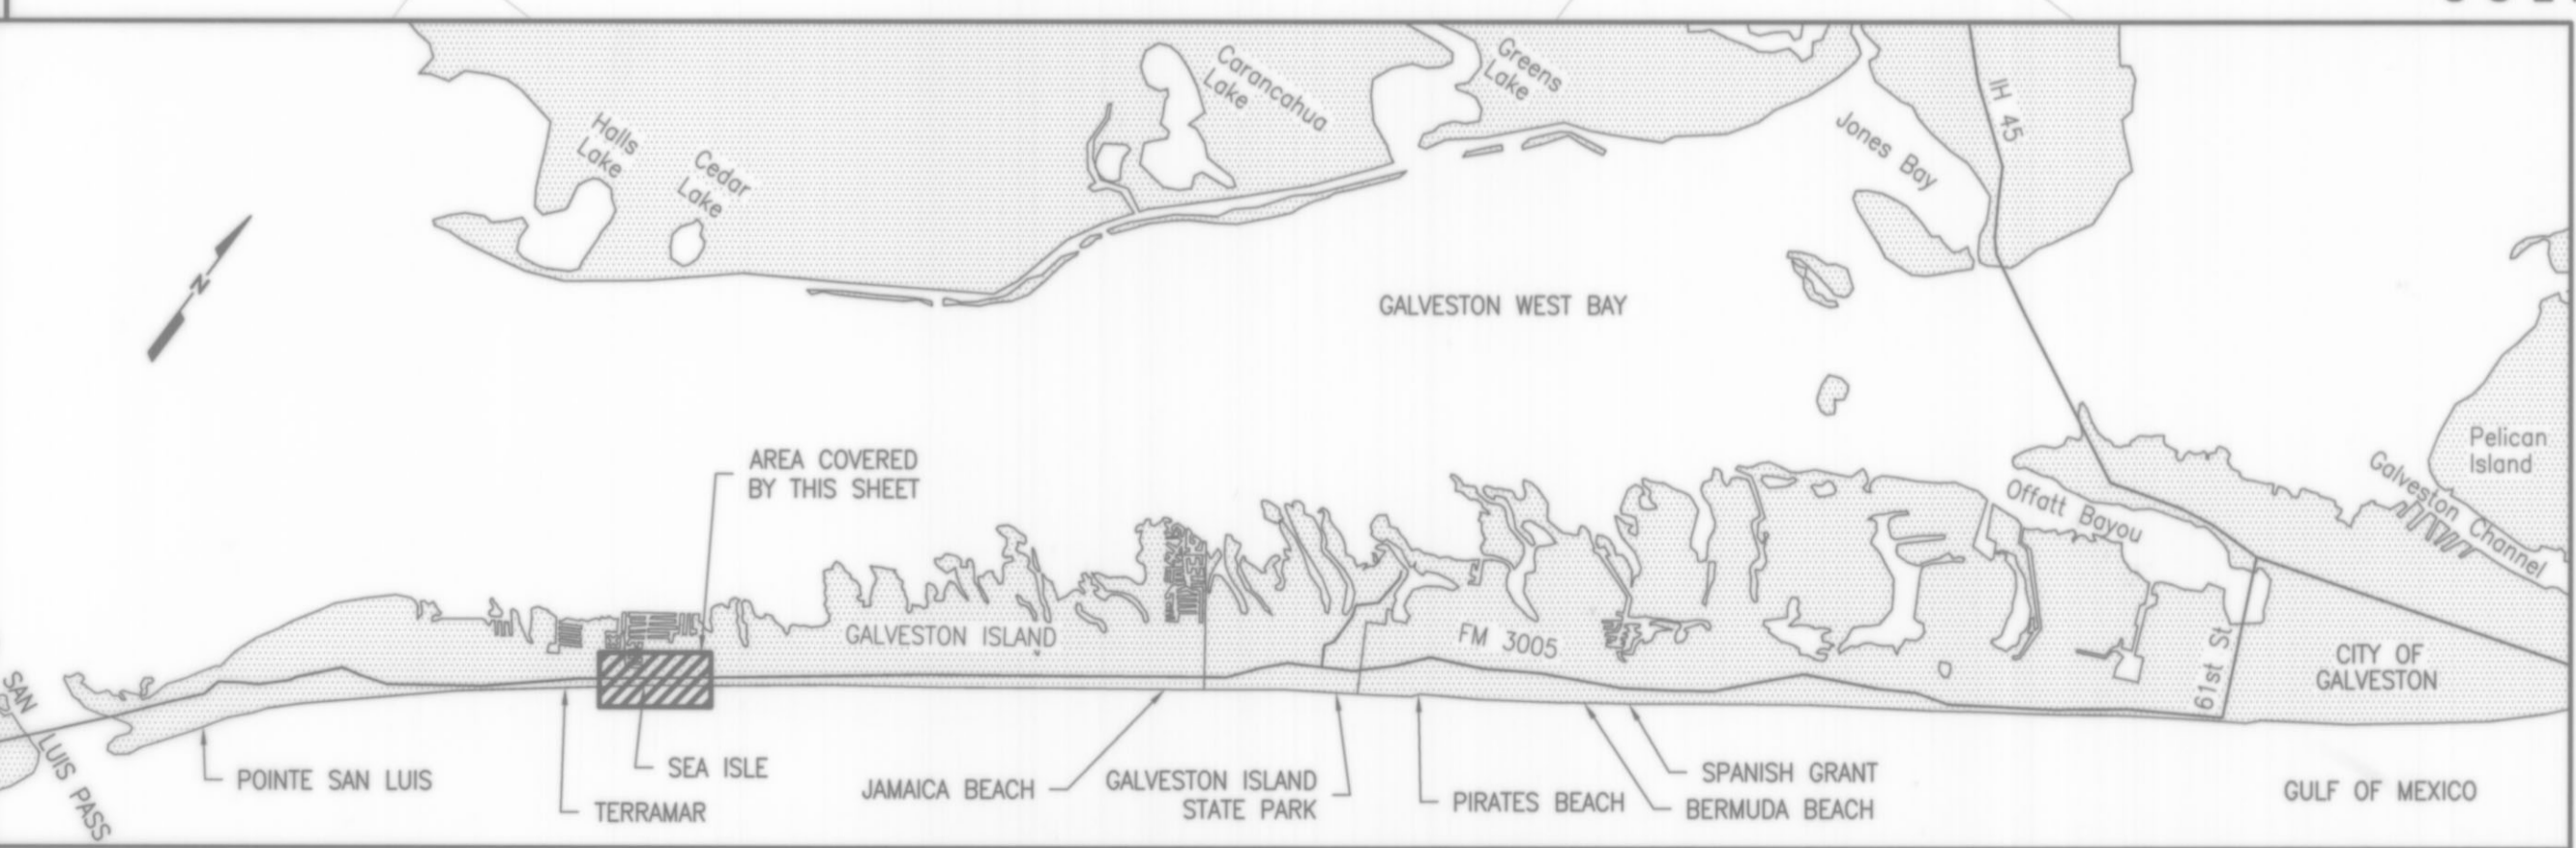 Halls
Lake
Cedar
Lake
Carancahua
Lake
Greens
Lake
Jones Bay
IH 45
N
GALVESTON WEST BAY
AREA COVERED
BY THIS SHEET
Pelican
Island
Galveston Channel
Offatt Bayou
GALVESTON ISLAND
FM 3005
61st St
CITY OF
GALVESTON
SAN
LUIS PASS
POINTE SAN LUIS
TERRAMAR
SEA ISLE
JAMAICA BEACH
GALVESTON ISLAND
STATE PARK
PIRATES BEACH
SPANISH GRANT
BERMUDA BEACH
GULF OF MEXICO